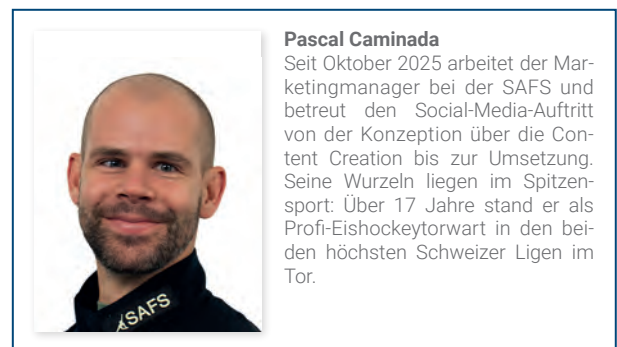 Pascal Caminada
Seit Oktober 2025 arbeitet der Mar-
ketingmanager bei der SAFS und
betreut den Social-Media-Auftritt
von der Konzeption über die Con-
tent Creation bis zur Umsetzung.
Seine Wurzeln liegen im Spitzen-
sport: Über 17 Jahre stand er als
Profi-Eishockeytorwart in den bei-
den höchsten Schweizer Ligen im
Tor.
SAFS